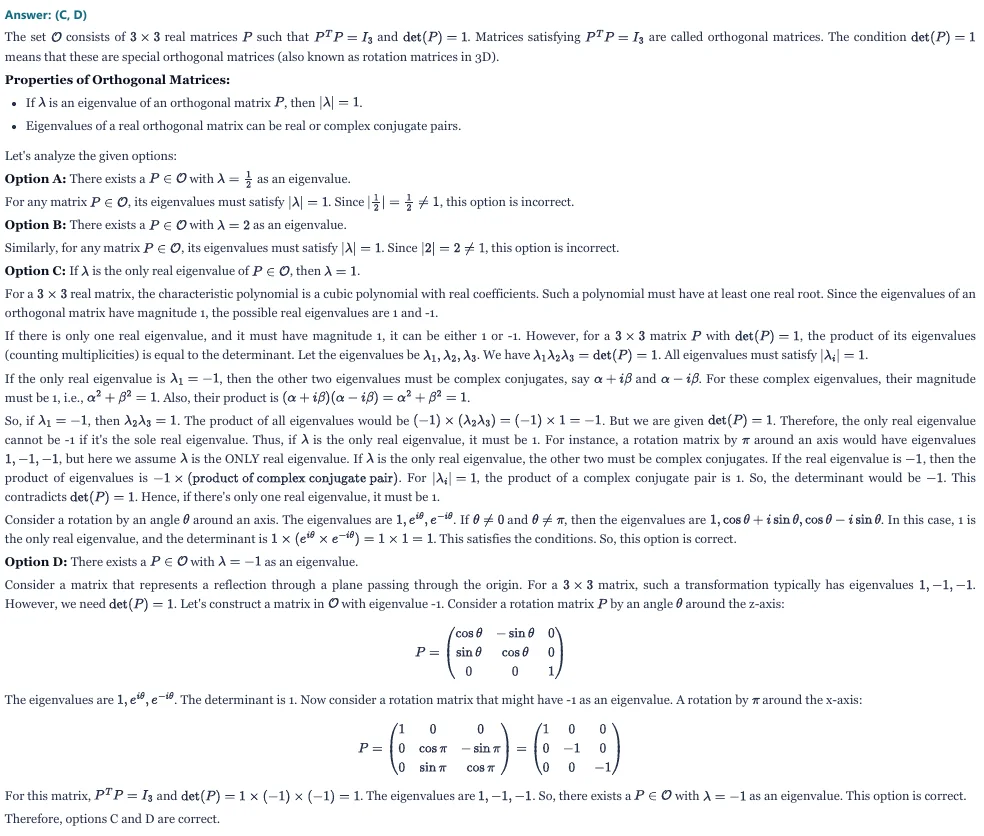 Answer: (C, D)
The set 𝒪 consists of 3 × 3 real matrices P such that PᵀP = I₃ and det(P) = 1. Matrices satisfying PᵀP = I₃ are called orthogonal matrices. The condition det(P) = 1
means that these are special orthogonal matrices (also known as rotation matrices in 3D).
Properties of Orthogonal Matrices:
• If λ is an eigenvalue of an orthogonal matrix P, then |λ| = 1.
• Eigenvalues of a real orthogonal matrix can be real or complex conjugate pairs.
Let's analyze the given options:
Option A: There exists a P ∈ 𝒪 with λ = 1/2 as an eigenvalue.
For any matrix P ∈ 𝒪, its eigenvalues must satisfy |λ| = 1. Since |1/2| = 1/2 ≠ 1, this option is incorrect.
Option B: There exists a P ∈ 𝒪 with λ = 2 as an eigenvalue.
Similarly, for any matrix P ∈ 𝒪, its eigenvalues must satisfy |λ| = 1. Since |2| = 2 ≠ 1, this option is incorrect.
Option C: If λ is the only real eigenvalue of P ∈ 𝒪, then λ = 1.
For a 3 × 3 real matrix, the characteristic polynomial is a cubic polynomial with real coefficients. Such a polynomial must have at least one real root. Since the eigenvalues of an
orthogonal matrix have magnitude 1, the possible real eigenvalues are 1 and -1.
If there is only one real eigenvalue, and it must have magnitude 1, it can be either 1 or -1. However, for a 3 × 3 matrix P with det(P) = 1, the product of its eigenvalues
(counting multiplicities) is equal to the determinant. Let the eigenvalues be λ₁, λ₂, λ₃. We have λ₁λ₂λ₃ = det(P) = 1. All eigenvalues must satisfy |λᵢ| = 1.
If the only real eigenvalue is λ₁ = −1, then the other two eigenvalues must be complex conjugates, say α + iβ and α − iβ. For these complex eigenvalues, their magnitude
must be 1, i.e., α² + β² = 1. Also, their product is (α + iβ)(α − iβ) = α² + β² = 1.
So, if λ₁ = −1, then λ₂λ₃ = 1. The product of all eigenvalues would be (−1) × (λ₂λ₃) = (−1) × 1 = −1. But we are given det(P) = 1. Therefore, the only real eigenvalue
cannot be -1 if it's the sole real eigenvalue. Thus, if λ is the only real eigenvalue, it must be 1. For instance, a rotation matrix by π around an axis would have eigenvalues
1, −1, −1, but here we assume λ is the ONLY real eigenvalue. If λ is the only real eigenvalue, the other two must be complex conjugates. If the real eigenvalue is −1, then the
product of eigenvalues is −1 × (product of complex conjugate pair). For |λᵢ| = 1, the product of a complex conjugate pair is 1. So, the determinant would be −1. This
contradicts det(P) = 1. Hence, if there's only one real eigenvalue, it must be 1.
Consider a rotation by an angle θ around an axis. The eigenvalues are 1, e^{iθ}, e^{−iθ}. If θ ≠ 0 and θ ≠ π, then the eigenvalues are 1, cos θ + i sin θ, cos θ − i sin θ. In this case, 1 is
the only real eigenvalue, and the determinant is 1 × (e^{iθ} × e^{−iθ}) = 1 × 1 = 1. This satisfies the conditions. So, this option is correct.
Option D: There exists a P ∈ 𝒪 with λ = −1 as an eigenvalue.
Consider a matrix that represents a reflection through a plane passing through the origin. For a 3 × 3 matrix, such a transformation typically has eigenvalues 1, −1, −1.
However, we need det(P) = 1. Let's construct a matrix in 𝒪 with eigenvalue -1. Consider a rotation matrix P by an angle θ around the z-axis:
cos θ − sin θ 0
P = sin θ cos θ 0
0 0 1
The eigenvalues are 1, e^{iθ}, e^{−iθ}. The determinant is 1. Now consider a rotation matrix that might have -1 as an eigenvalue. A rotation by π around the x-axis:
1 0 0 1 0 0
P = 0 cos π − sin π = 0 −1 0
0 sin π cos π 0 0 −1
For this matrix, PᵀP = I₃ and det(P) = 1 × (−1) × (−1) = 1. The eigenvalues are 1, −1, −1. So, there exists a P ∈ 𝒪 with λ = −1 as an eigenvalue. This option is correct.
Therefore, options C and D are correct.